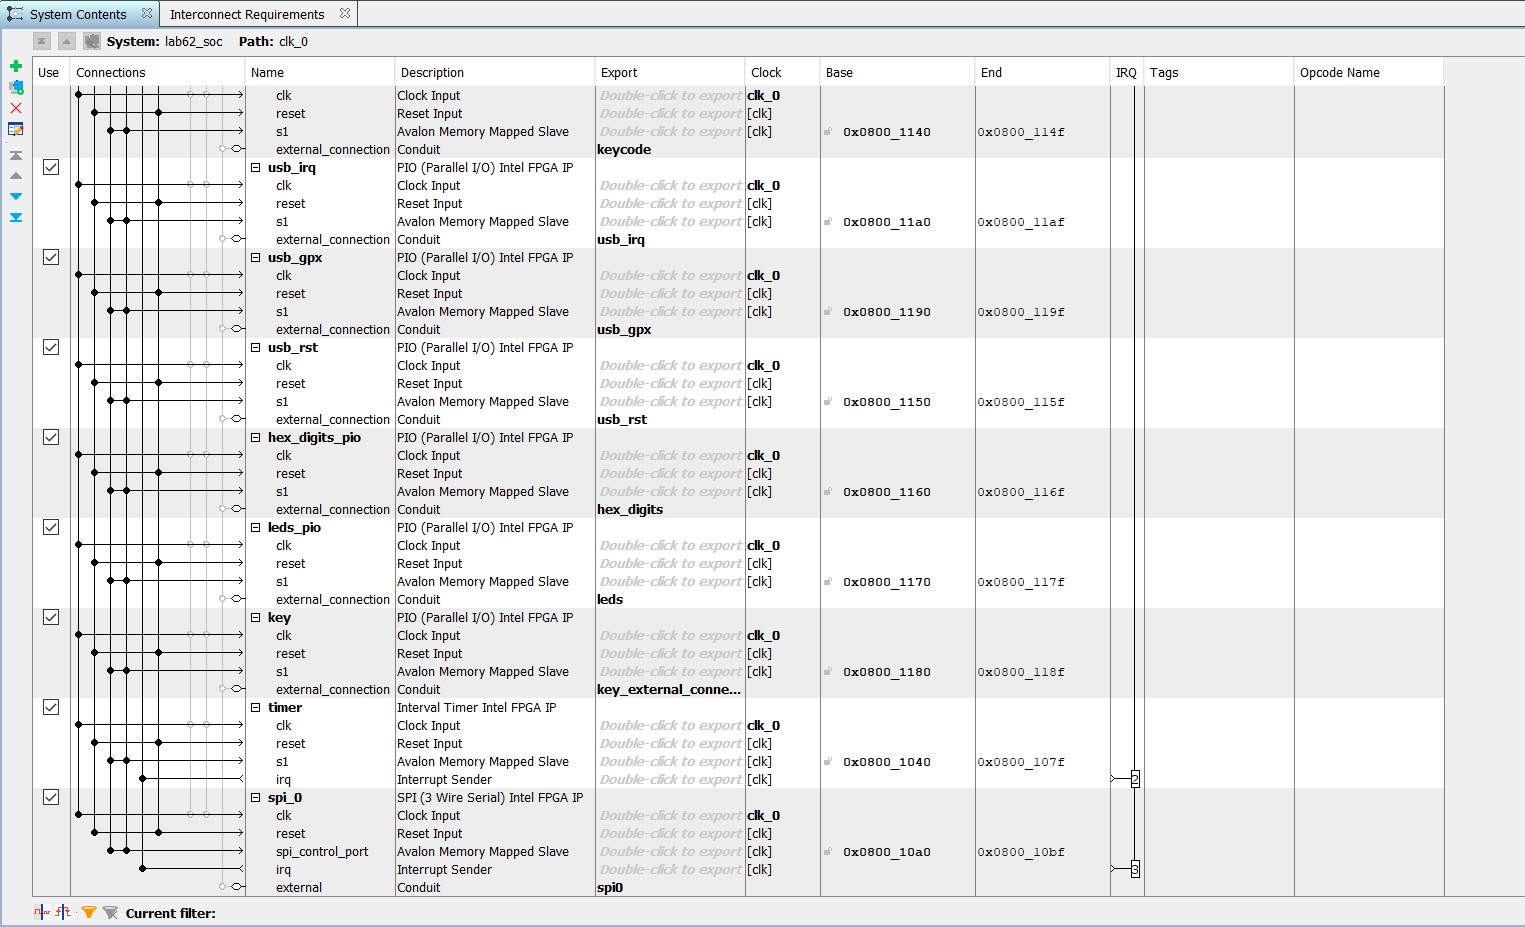 System Contents Interconnect Requirements
System: lab62_soc Path: clk_0
Use Connections Name Description Export Clock Base End IRQ Tags Opcode Name
clk Clock Input Double-click to export clk_0
reset Reset Input Double-click to export [clk]
s1 Avalon Memory Mapped Slave Double-click to export [clk] 0x0800_1140 0x0800_114f
external_connection Conduit keycode
usb_irq PIO (Parallel I/O) Intel FPGA IP
clk Clock Input Double-click to export clk_0
reset Reset Input Double-click to export [clk]
s1 Avalon Memory Mapped Slave Double-click to export [clk] 0x0800_11a0 0x0800_11af
external_connection Conduit usb_irq
usb_gpx PIO (Parallel I/O) Intel FPGA IP
clk Clock Input Double-click to export clk_0
reset Reset Input Double-click to export [clk]
s1 Avalon Memory Mapped Slave Double-click to export [clk] 0x0800_1190 0x0800_119f
external_connection Conduit usb_gpx
usb_rst PIO (Parallel I/O) Intel FPGA IP
clk Clock Input Double-click to export clk_0
reset Reset Input Double-click to export [clk]
s1 Avalon Memory Mapped Slave Double-click to export [clk] 0x0800_1150 0x0800_115f
external_connection Conduit usb_rst
hex_digits_pio PIO (Parallel I/O) Intel FPGA IP
clk Clock Input Double-click to export clk_0
reset Reset Input Double-click to export [clk]
s1 Avalon Memory Mapped Slave Double-click to export [clk] 0x0800_1160 0x0800_116f
external_connection Conduit hex_digits
leds_pio PIO (Parallel I/O) Intel FPGA IP
clk Clock Input Double-click to export clk_0
reset Reset Input Double-click to export [clk]
s1 Avalon Memory Mapped Slave Double-click to export [clk] 0x0800_1170 0x0800_117f
external_connection Conduit leds
key PIO (Parallel I/O) Intel FPGA IP
clk Clock Input Double-click to export clk_0
reset Reset Input Double-click to export [clk]
s1 Avalon Memory Mapped Slave Double-click to export [clk] 0x0800_1180 0x0800_118f
external_connection Conduit key_external_conne...
timer Interval Timer Intel FPGA IP
clk Clock Input Double-click to export clk_0
reset Reset Input Double-click to export [clk]
s1 Avalon Memory Mapped Slave Double-click to export [clk] 0x0800_1040 0x0800_107f
irq Interrupt Sender Double-click to export [clk] 2
spi_0 SPI (3 Wire Serial) Intel FPGA IP
clk Clock Input Double-click to export clk_0
reset Reset Input Double-click to export [clk]
spi_control_port Avalon Memory Mapped Slave Double-click to export [clk] 0x0800_10a0 0x0800_10bf
irq Interrupt Sender Double-click to export [clk] 3
external Conduit spi0
Current filter: